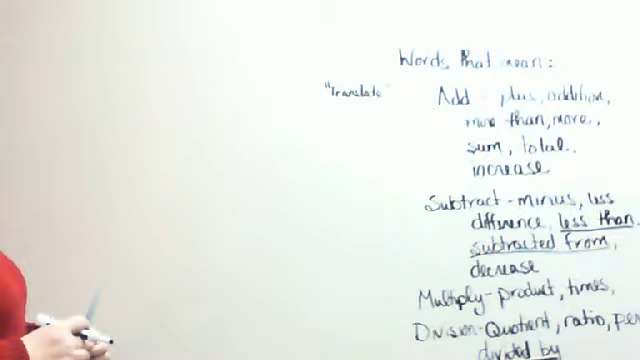 Words that mean:
"Translate"
Add - plus, addition,
more than, more,
sum, total,
increase
Subtract - minus, less
difference, less than
subtracted from,
decrease
Multiply - product, times,
Division - Quotient, ratio, per
divided by